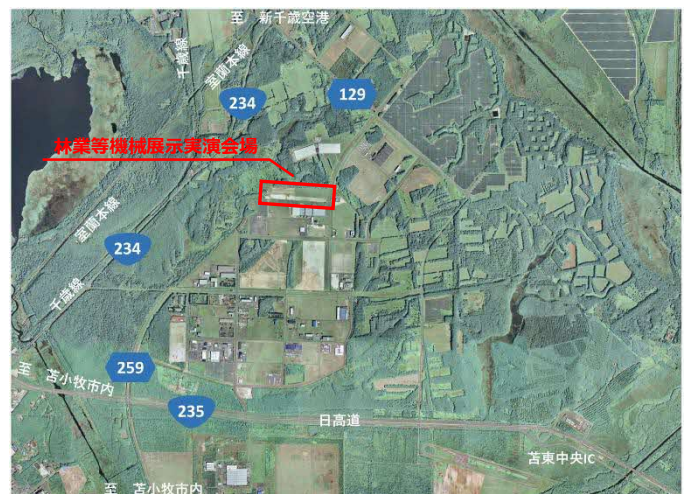 至 新千歳空港
千歳線
室蘭本線
234
129
林業等機械展示実演会場
室蘭本線
234
千歳線
259
至 苫小牧市内
235
日高道
苫東中央IC
至 苫小牧市内